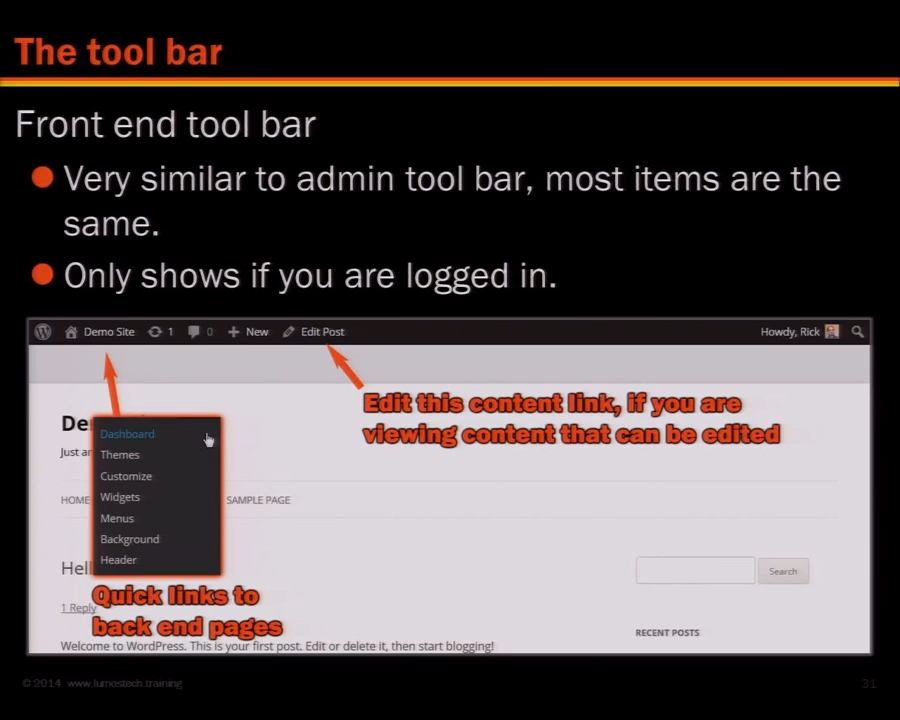 The tool bar
Front end tool bar
Very similar to admin tool bar, most items are the
same.
Only shows if you are logged in.
Demo Site 1 0 New Edit Post Howdy, Rick
Edit this content link, if you are
viewing content that can be edited
De
Just an
Dashboard
Themes
Customize
Widgets
Menus
Background
Header
HOME SAMPLE PAGE
Hell
Search
Quick links to
back end pages
1 Reply
RECENT POSTS
Welcome to WordPress. This is your first post. Edit or delete it, then start blogging!
© 2014 www.lumostech.training 31